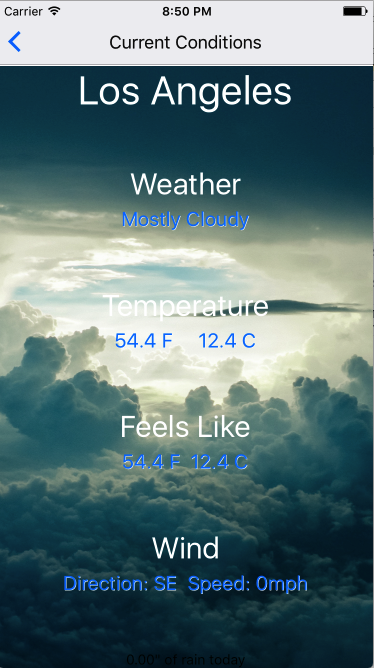 Carrier 8:50 PM
Current Conditions
Los Angeles
Weather
Mostly Cloudy
Temperature
54.4 F 12.4 C
Feels Like
54.4 F 12.4 C
Wind
Direction: SE Speed: 0mph
0.00" of rain today